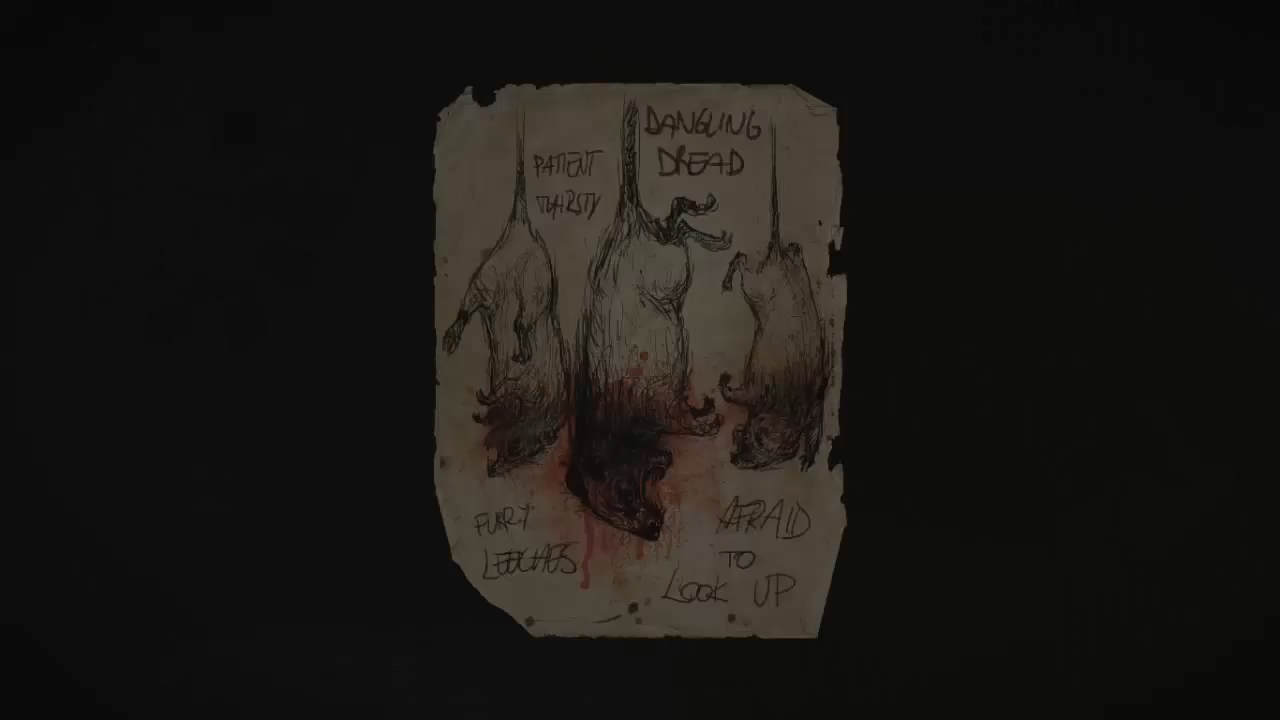 DANGLING
DREAD
PATIENT
THIRSTY
FURRY
LEECHES
AFRAID
TO
LOOK UP